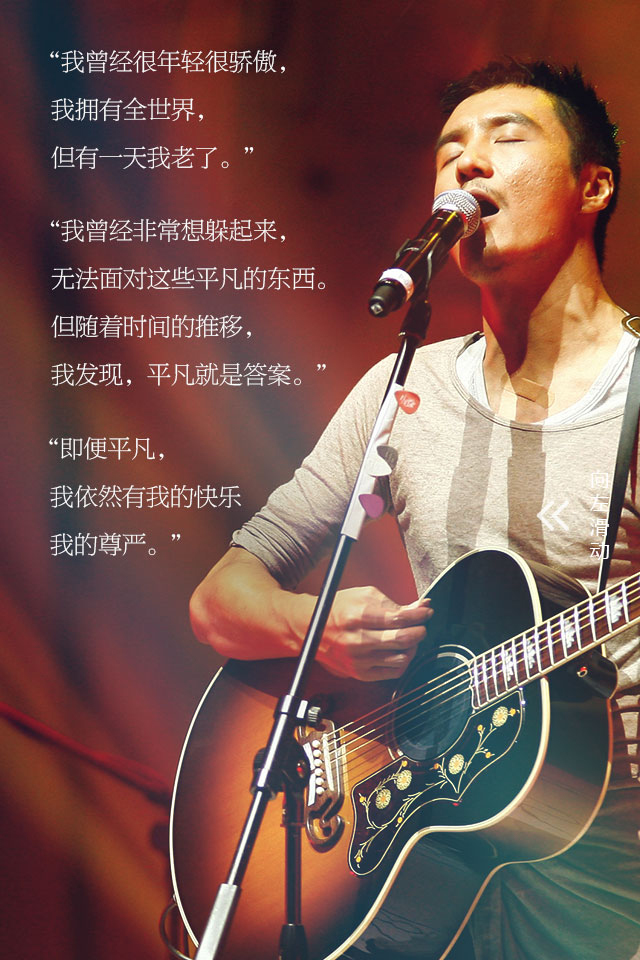 “我曾经很年轻很骄傲，
我拥有全世界，
但有一天我老了。”
“我曾经非常想躲起来，
无法面对这些平凡的东西。
但随着时间的推移，
我发现，平凡就是答案。”
“即便平凡，
我依然有我的快乐
我的尊严。”
向左滑动